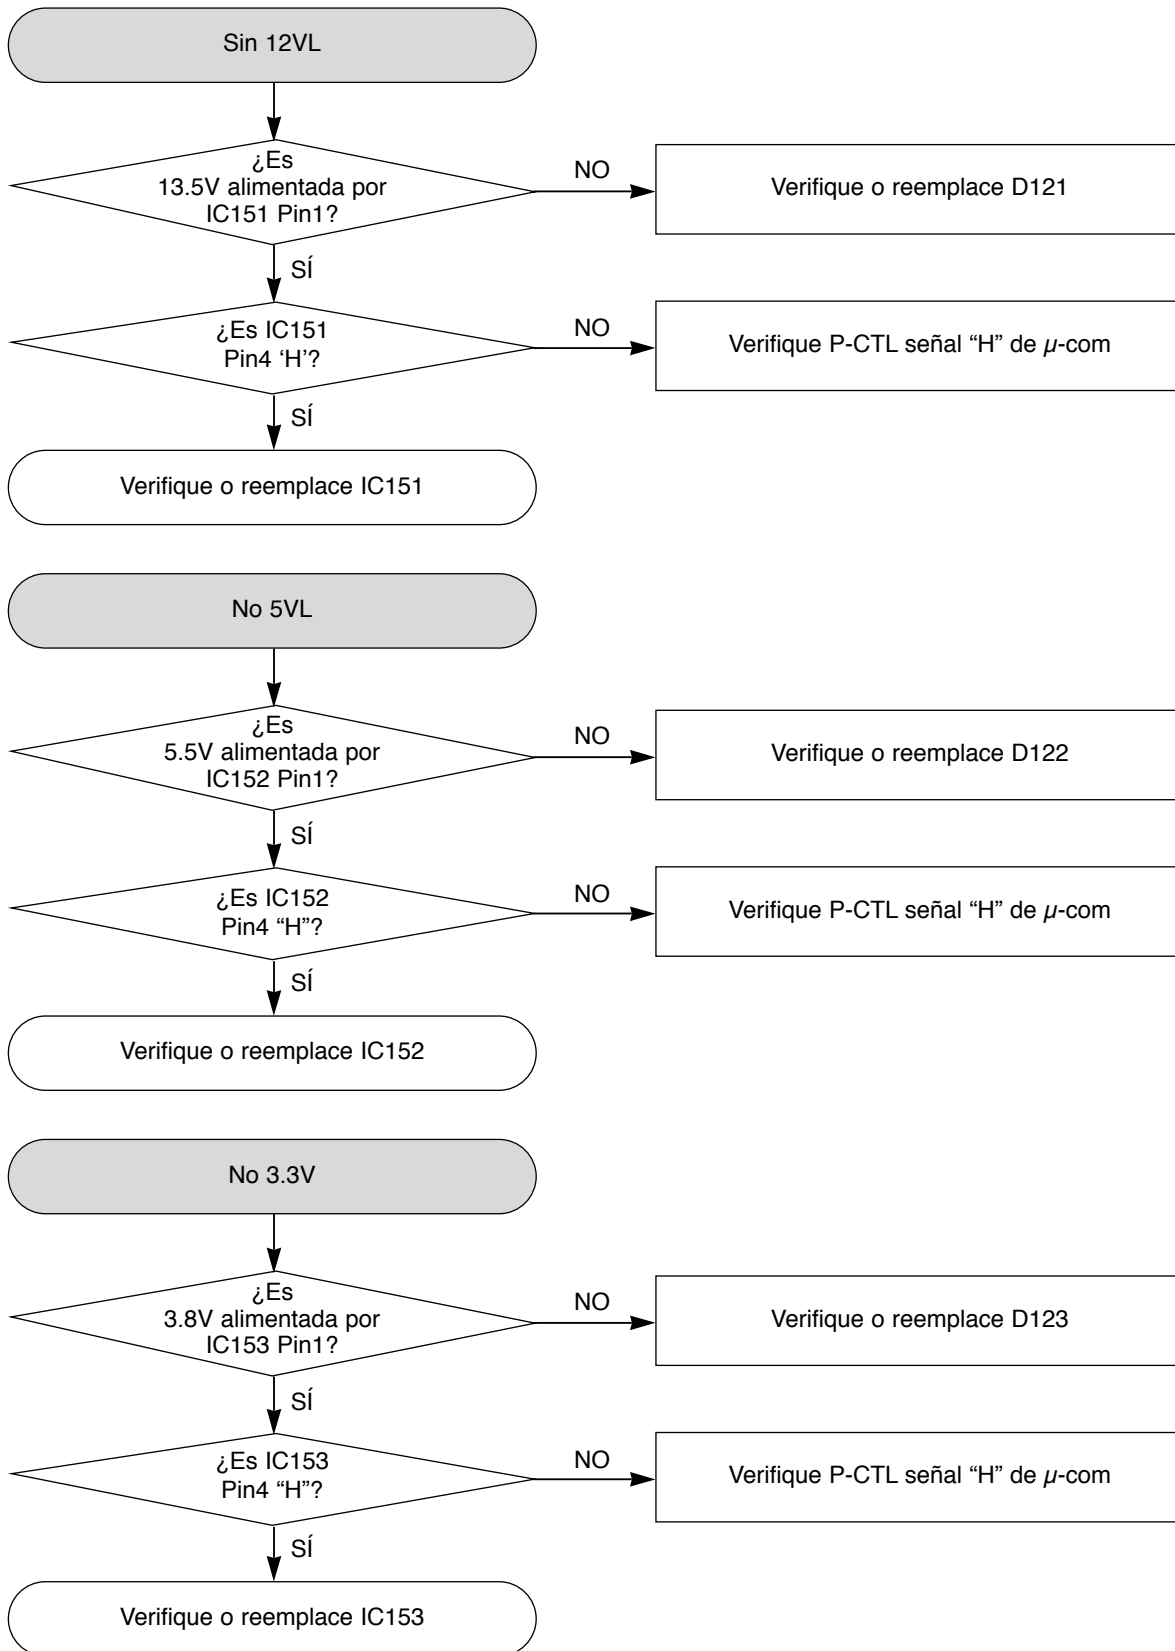 Sin 12VL
¿Es
13.5V alimentada por
IC151 Pin1?
NO
Verifique o reemplace D121
SÍ
¿Es IC151
Pin4 ‘H’?
NO
Verifique P-CTL señal “H” de µ-com
SÍ
Verifique o reemplace IC151
No 5VL
¿Es
5.5V alimentada por
IC152 Pin1?
NO
Verifique o reemplace D122
SÍ
¿Es IC152
Pin4 “H”?
NO
Verifique P-CTL señal “H” de µ-com
SÍ
Verifique o reemplace IC152
No 3.3V
¿Es
3.8V alimentada por
IC153 Pin1?
NO
Verifique o reemplace D123
SÍ
¿Es IC153
Pin4 “H”?
NO
Verifique P-CTL señal “H” de µ-com
SÍ
Verifique o reemplace IC153